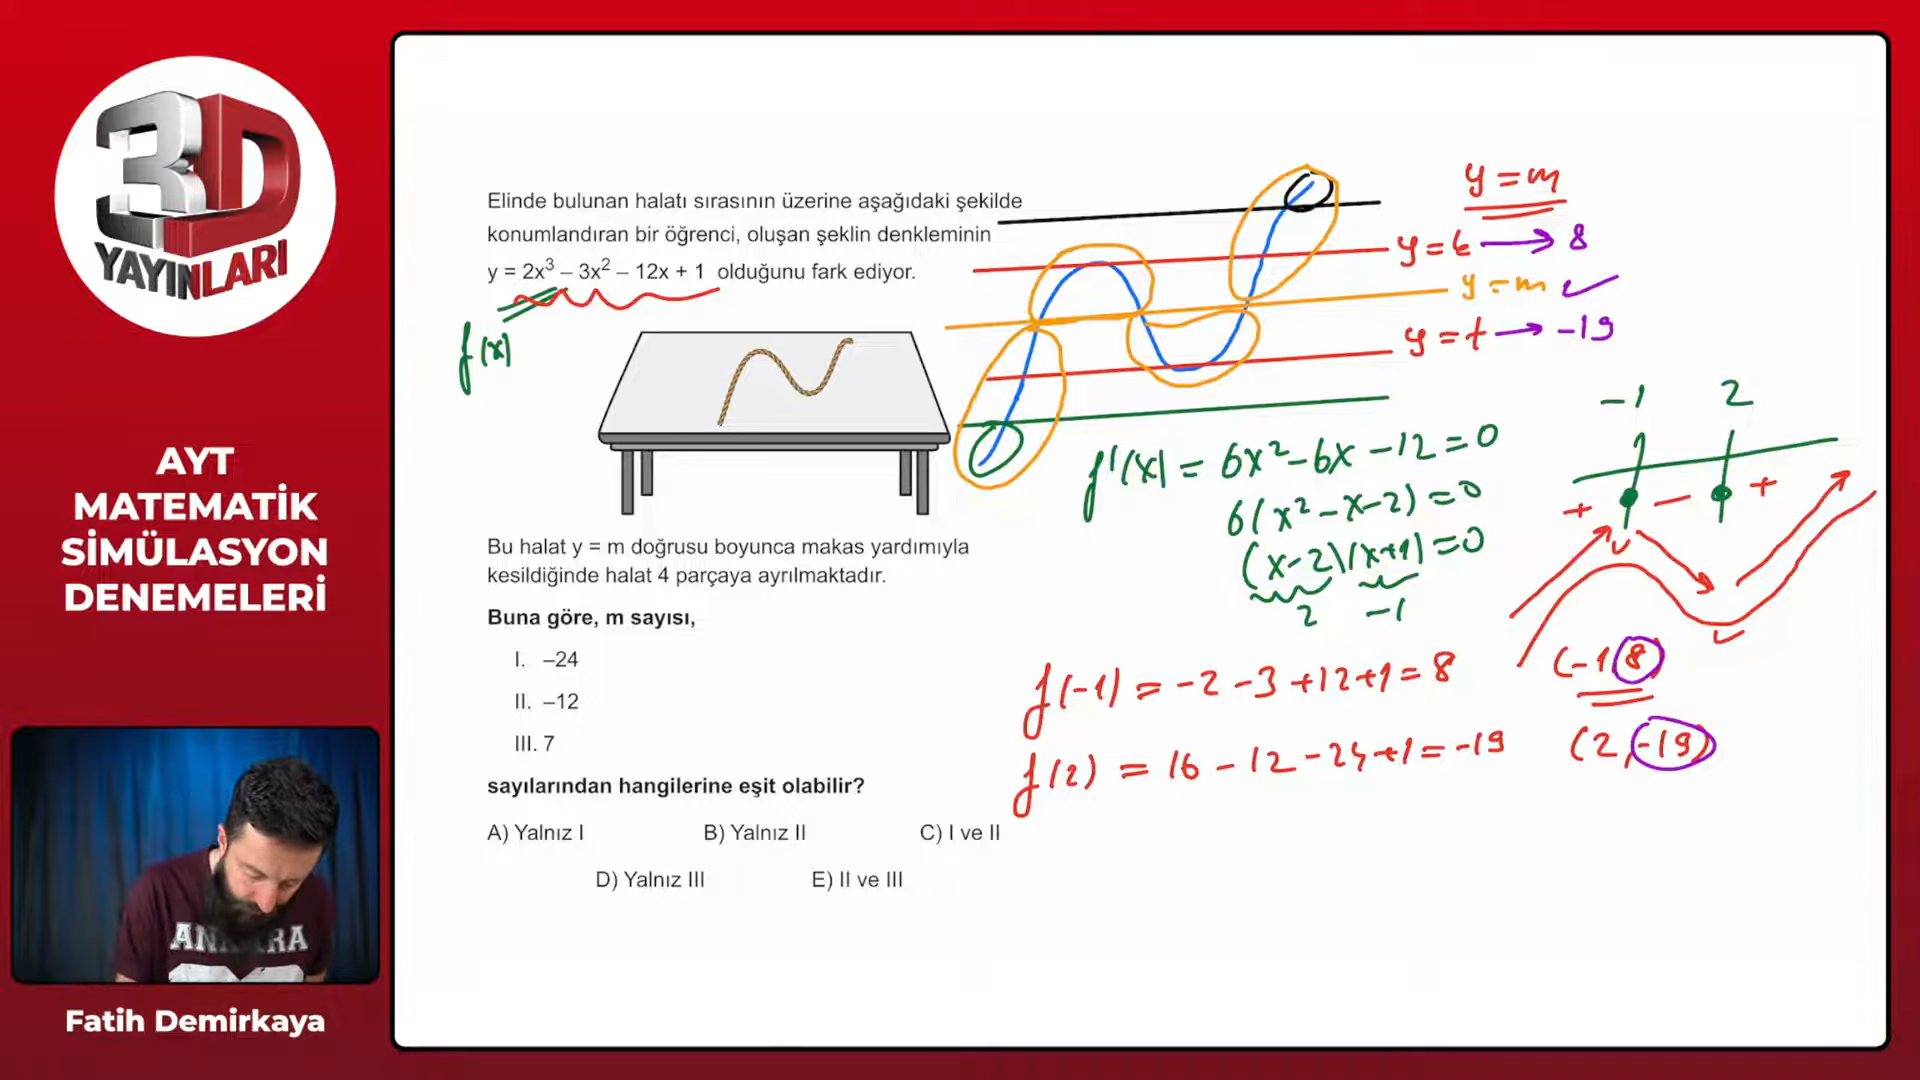 3D
YAYINLARI
AYT
MATEMATİK
SİMÜLASYON
DENEMELERİ
ANKARA
Fatih Demirkaya
Elinde bulunan halatı sırasının üzerine aşağıdaki şekilde
konumlandıran bir öğrenci, oluşan şeklin denkleminin
y = 2x³ – 3x² – 12x + 1 olduğunu fark ediyor.
f(x)
Bu halat y = m doğrusu boyunca makas yardımıyla
kesildiğinde halat 4 parçaya ayrılmaktadır.
Buna göre, m sayısı,
I. –24
II. –12
III. 7
sayılarından hangilerine eşit olabilir?
A) Yalnız I B) Yalnız II C) I ve II
D) Yalnız III E) II ve III
y = m
y = k → 8
y = m ✓
y = t → -19
f'(x) = 6x² - 6x - 12 = 0
6(x² - x - 2) = 0
(x-2)(x+1) = 0
2 -1
-1 2
+ - +
f(-1) = -2 - 3 + 12 + 1 = 8
(-1, 8)
f(2) = 16 - 12 - 24 + 1 = -19
(2, -19)